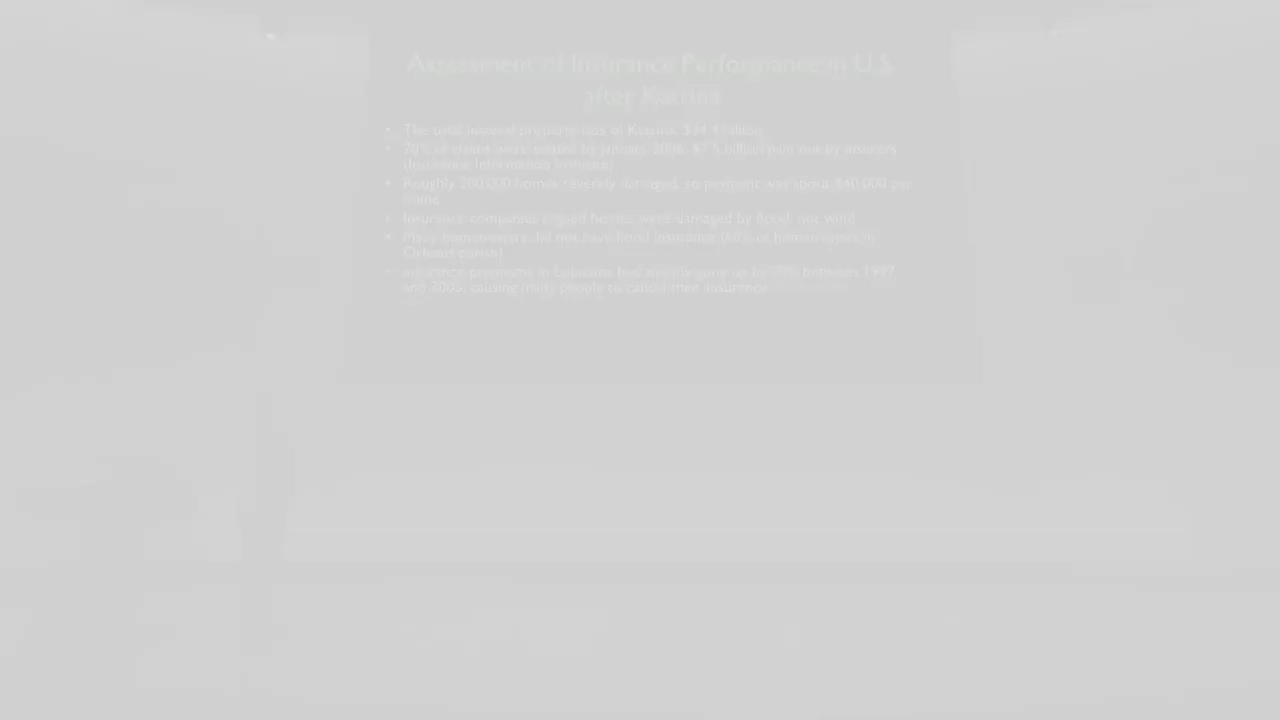 Assessment of Insurance Performance in U.S.
after Katrina
• The total insured property loss of Katrina: $34.4 billion
• 70% of claims were settled by January 2006. $7.5 billion paid out by insurers
(Insurance Information Institute)
• Roughly 200,000 homes severely damaged, so payment was about $40,000 per
home
• Insurance companies argued homes were damaged by flood, not wind
• Many homeowners did not have flood insurance of homeowners in
Orleans parish)
• Insurance premiums in Louisiana had already gone up by between 1997
and 2005, causing many people to cancel their insurance